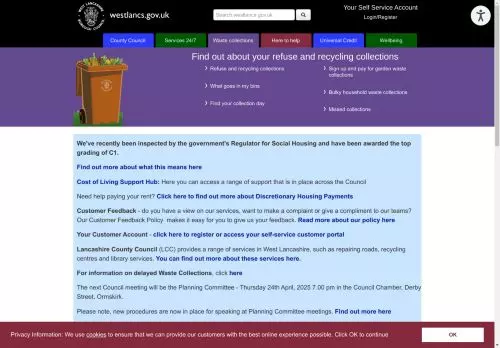 WEST LANCASHIRE
BOROUGH COUNCIL
westlancs.gov.uk
Search westlancs.gov.uk
Your Self Service Account
Login/Register
County Council
Services 24/7
Waste collections
Here to help
Universal Credit
Wellbeing
Find out about your refuse and recycling collections
Refuse and recycling collections
What goes in my bins
Find your collection day
Sign up and pay for garden waste
collections
Bulky household waste collections
Missed collections
We've recently been inspected by the government's Regulator for Social Housing and have been awarded the top
grading of C1.
Find out more about what this means here
Cost of Living Support Hub: Here you can access a range of support that is in place across the Council
Need help paying your rent? Click here to find out more about Discretionary Housing Payments
Customer Feedback - do you have a view on our services, want to make a complaint or give a compliment to our teams?
Our Customer Feedback Policy makes it easy for you to give us your feedback. Read more about our policy here
Your Customer Account - click here to register or access your self-service customer portal
Lancashire County Council (LCC) provides a range of services in West Lancashire, such as repairing roads, recycling
centres and library services. You can find out more about these services here.
For information on delayed Waste Collections, click here
The next Council meeting will be the Planning Committee - Thursday 24th April, 2025 7.00 pm in the Council Chamber, Derby
Street, Ormskirk.
Please note, new procedures are now in place for speaking at Planning Committee meetings. Find out more here
Privacy Information: We use cookies to ensure that we can provide our customers with the best online experience possible. Click OK to continue
OK